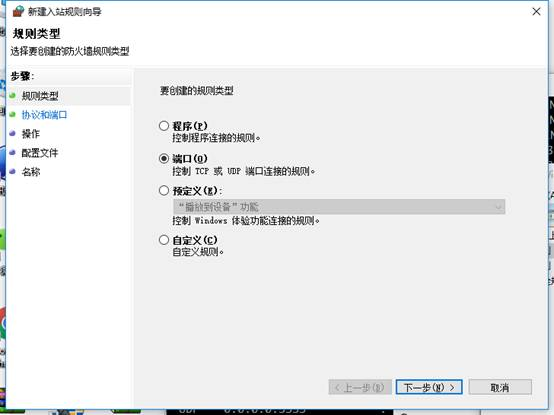 新建入站规则向导
规则类型
选择要创建的防火墙规则类型
步骤:
规则类型
协议和端口
操作
配置文件
名称
要创建的规则类型
程序(P)
控制程序连接的规则。
端口(O)
控制 TCP 或 UDP 端口连接的规则。
预定义(E):
“播放到设备”功能
控制 Windows 体验功能连接的规则。
自定义(C)
自定义规则。
< 上一步(B)
下一步(N) >
取消